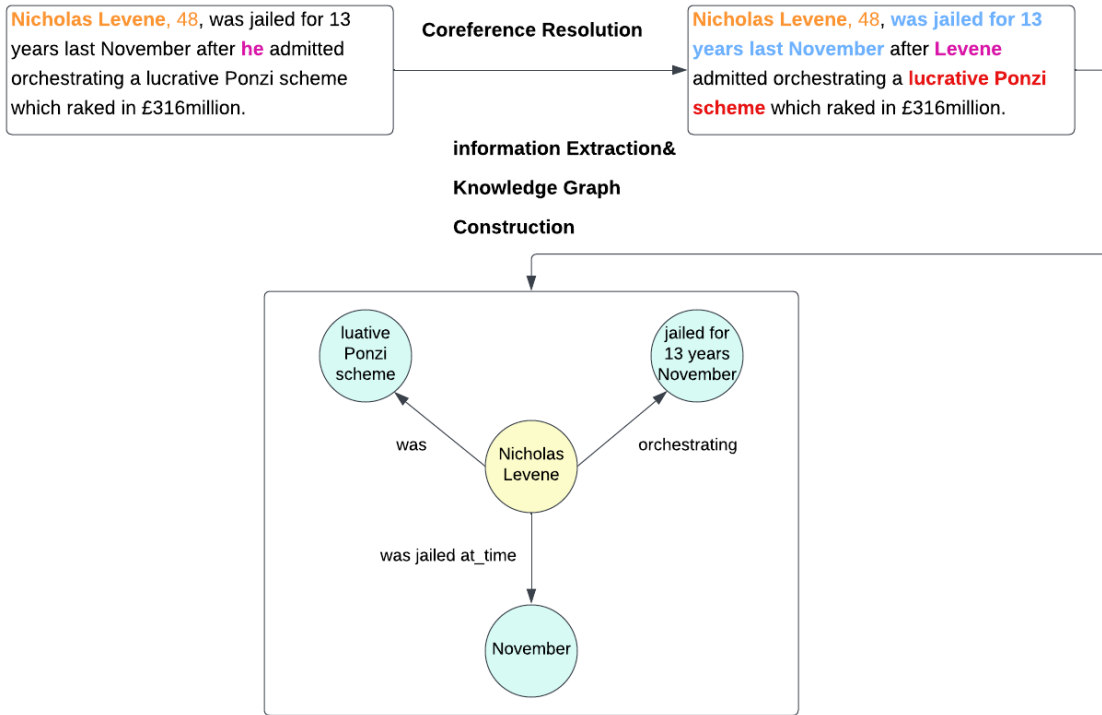 Nicholas Levene, 48, was jailed for 13
years last November after he admitted
orchestrating a lucrative Ponzi scheme
which raked in £316million.
Coreference Resolution
Nicholas Levene, 48, was jailed for 13
years last November after Levene
admitted orchestrating a lucrative Ponzi
scheme which raked in £316million.
information Extraction&
Knowledge Graph
Construction
luative
Ponzi
scheme
jailed for
13 years
November
was
Nicholas
Levene
orchestrating
was jailed at_time
November